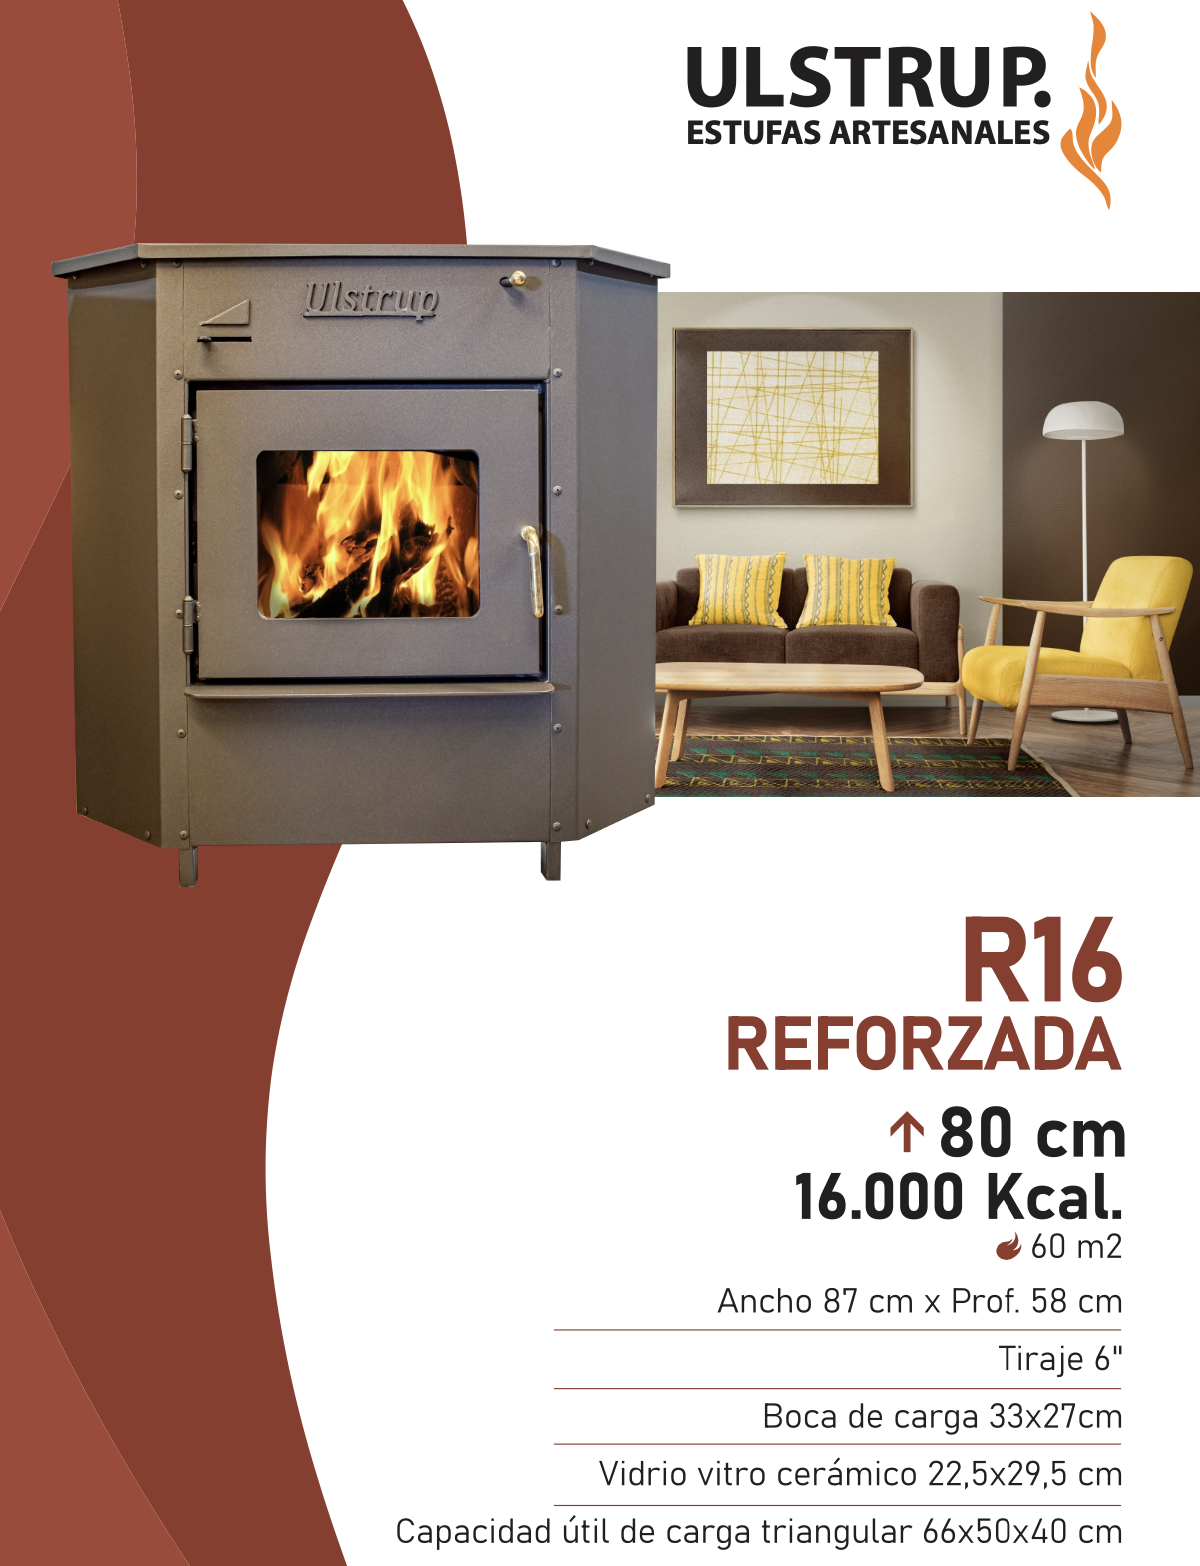 ULSTRUP.
ESTUFAS ARTESANALES
Ulstrup
R16
REFORZADA
80 cm
16.000 Kcal.
60 m2
Ancho 87 cm x Prof. 58 cm
Tiraje 6"
Boca de carga 33x27cm
Vidrio vitro cerámico 22,5x29,5 cm
Capacidad útil de carga triangular 66x50x40 cm